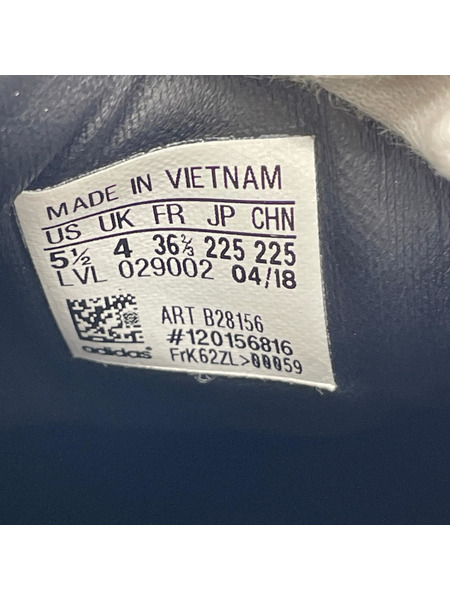 MADE IN VIETNAM
US UK FR JP CHN
5½ 4 36⅔ 225 225
LVL 029002 04/18
ART B28156
#120156816
adidas FrK62ZL>00059